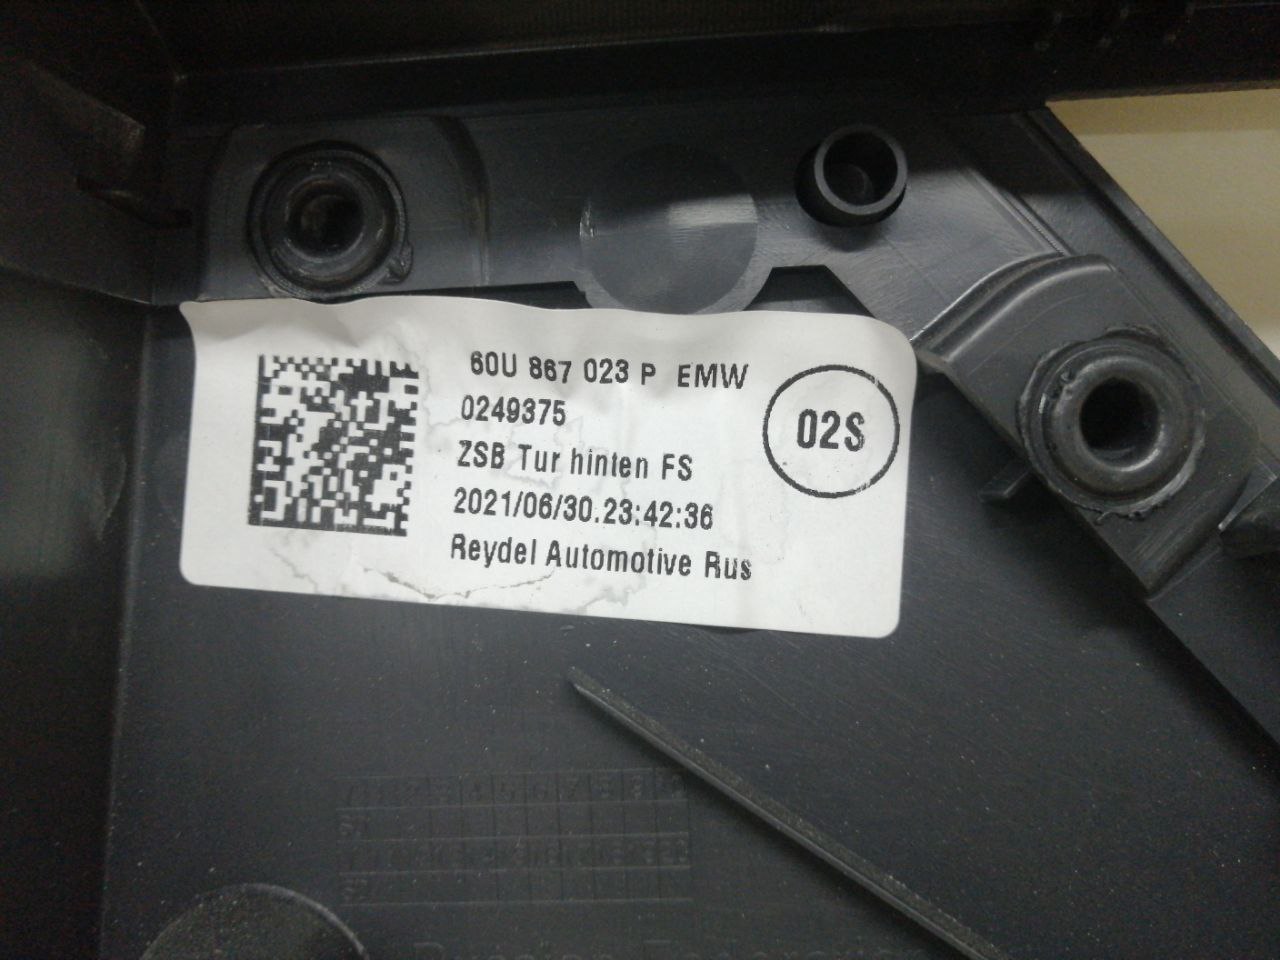 60U 867 023 P EMW
0249375
02S
ZSB Tur hinten FS
2021/06/30.23:42:36
Reydel Automotive Rus